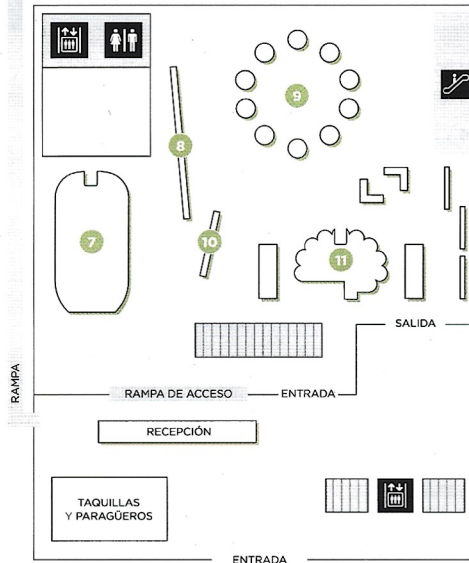 9
8
7
10
11
SALIDA
RAMPA
RAMPA DE ACCESO
ENTRADA
RECEPCIÓN
TAQUILLAS
Y PARAGÜEROS
ENTRADA